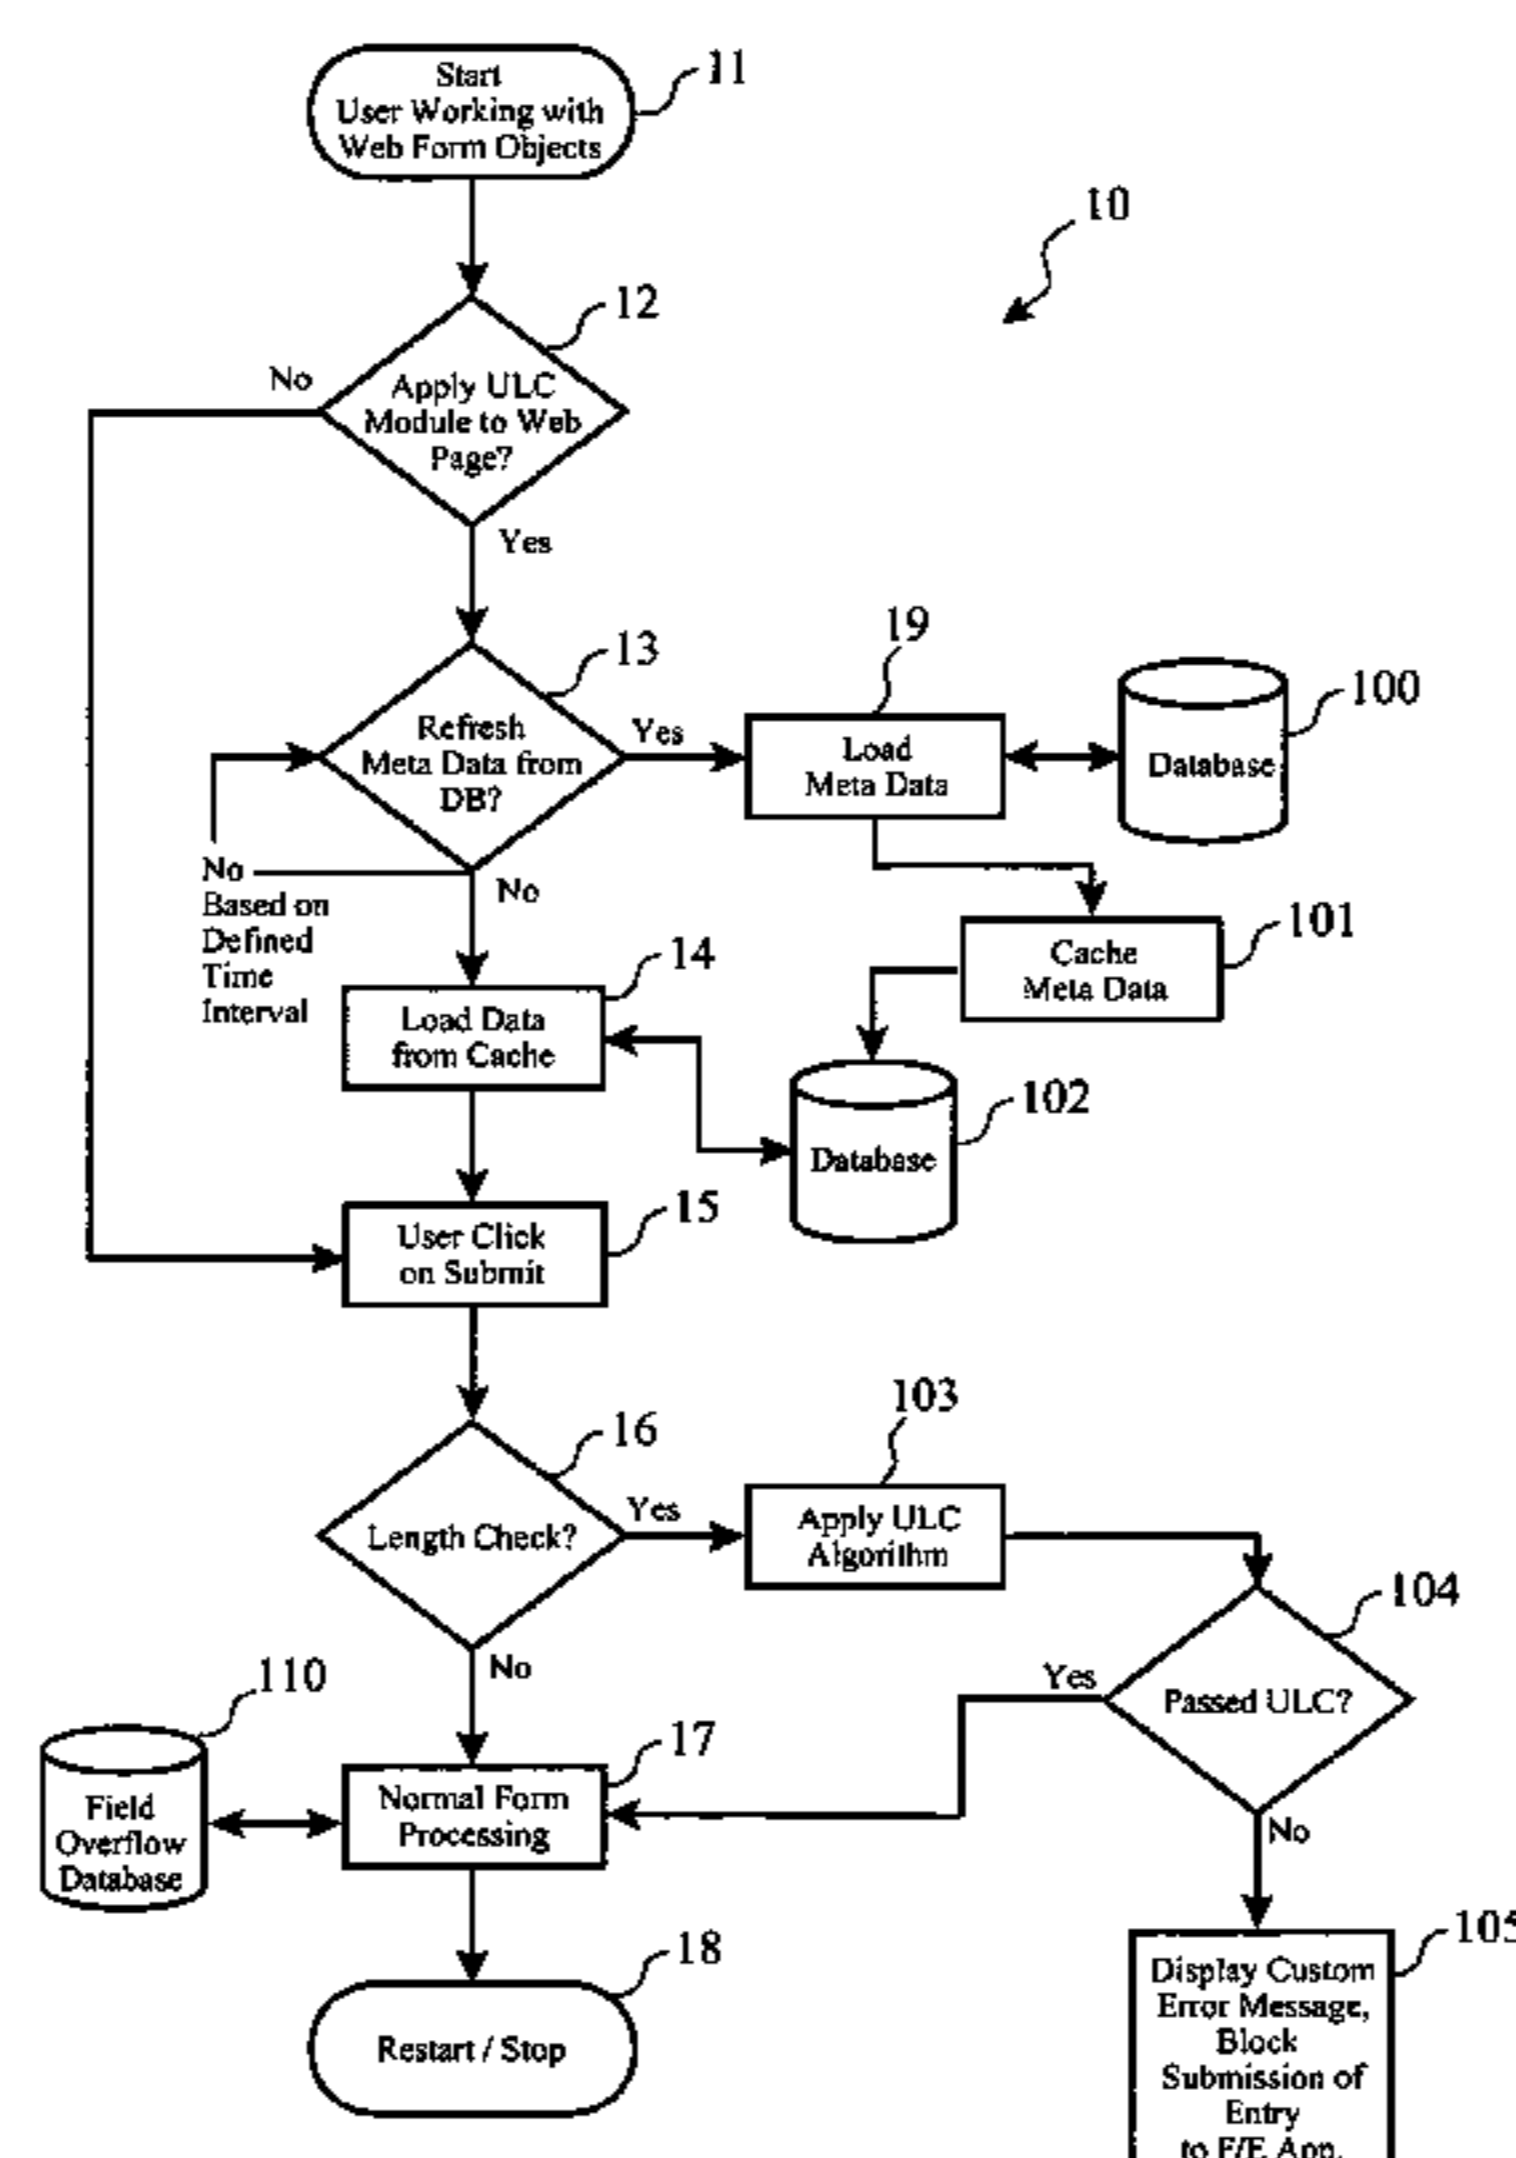 11
Start
User Working with
Web Form Objects
10
12
No
Apply ULC
Module to Web
Page?
Yes
13
Refresh
Meta Data from
DB?
Yes
19
Load
Meta Data
100
Database
No
Based on
Defined
Time
Interval
No
101
Cache
Meta Data
14
Load Data
from Cache
102
Database
15
User Click
on Submit
16
Length Check?
Yes
103
Apply ULC
Algorithm
104
Passed ULC?
Yes
No
No
110
Field
Overflow
Database
17
Normal Form
Processing
18
Restart / Stop
105
Display Custom
Error Message,
Block
Submission of
Entry
to F/E App.